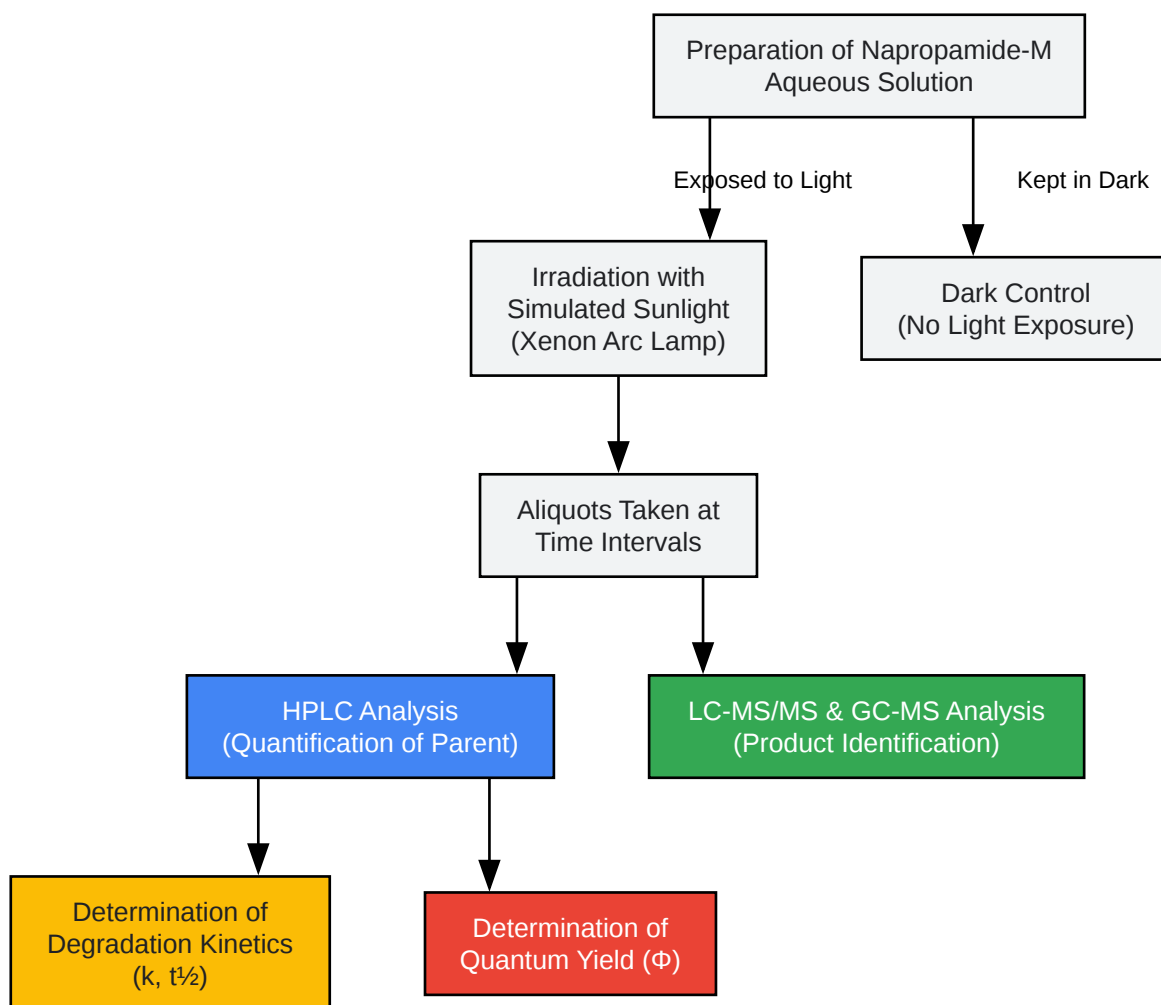 Preparation of Napropamide-M
Aqueous Solution
Exposed to Light
Kept in Dark
Irradiation with
Simulated Sunlight
(Xenon Arc Lamp)
Dark Control
(No Light Exposure)
Aliquots Taken at
Time Intervals
HPLC Analysis
(Quantification of Parent)
LC-MS/MS & GC-MS Analysis
(Product Identification)
Determination of
Degradation Kinetics
(k, t½)
Determination of
Quantum Yield (Φ)